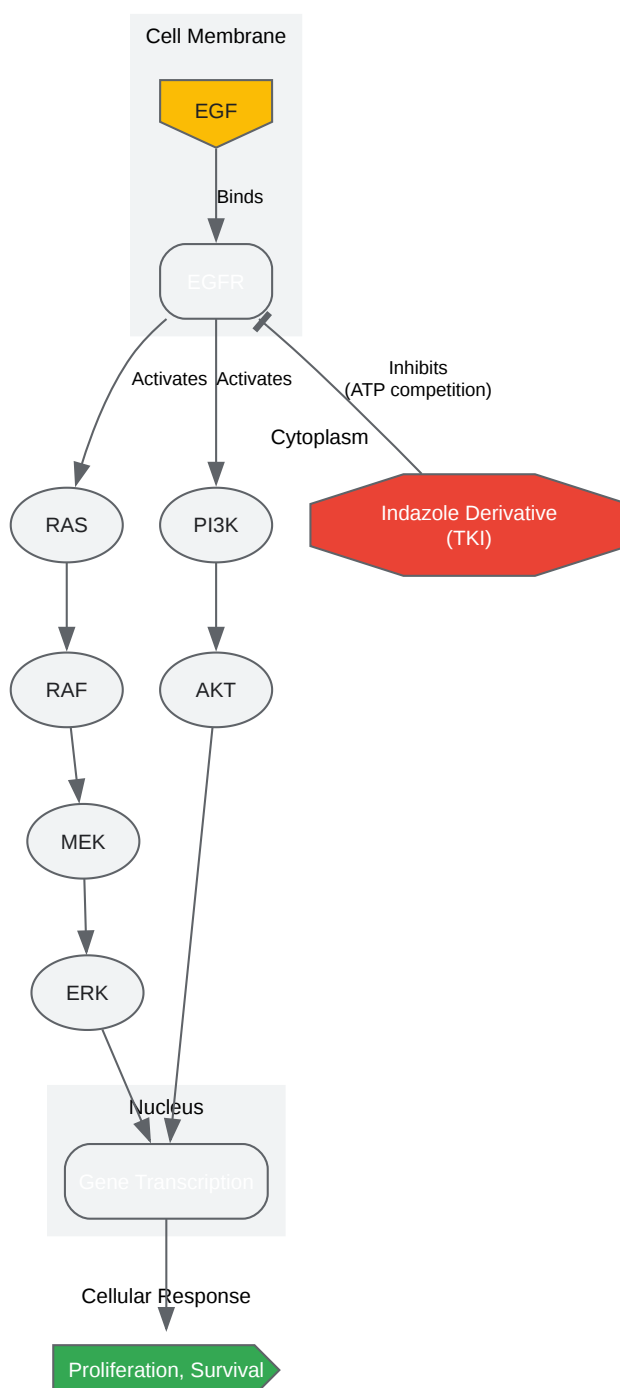 Cell Membrane
EGF
Binds
EGFR
Activates
Activates
Inhibits
(ATP competition)
Cytoplasm
RAS
PI3K
Indazole Derivative
(TKI)
RAF
AKT
MEK
ERK
Nucleus
Gene Transcription
Cellular Response
Proliferation, Survival